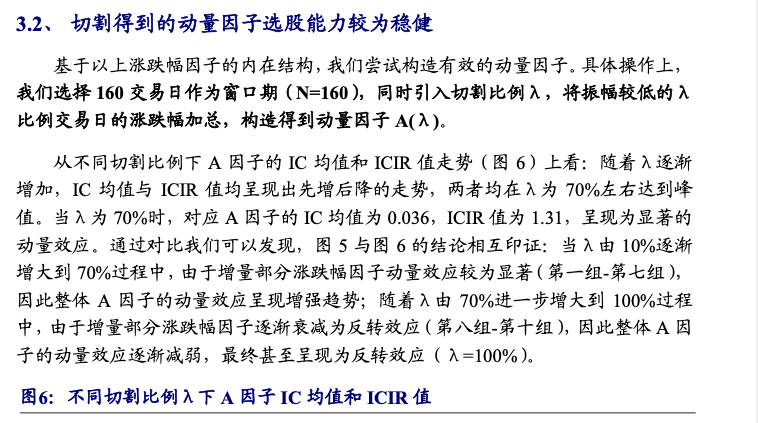 3.2、 切割得到的动量因子选股能力较为稳健
基于以上涨跌幅因子的内在结构，我们尝试构造有效的动量因子。具体操作上，
我们选择 160 交易日作为窗口期（N=160），同时引入切割比例λ，将振幅较低的λ
比例交易日的涨跌幅加总，构造得到动量因子 A(λ)。
从不同切割比例下 A 因子的 IC 均值和 ICIR 值走势（图 6）上看：随着λ逐渐
增加，IC 均值与 ICIR 值均呈现出先增后降的走势，两者均在λ为 70%左右达到峰
值。当λ为 70%时，对应 A 因子的 IC 均值为 0.036，ICIR 值为 1.31，呈现为显著的
动量效应。通过对比我们可以发现，图 5 与图 6 的结论相互印证：当λ由 10%逐渐
增大到 70%过程中，由于增量部分涨跌幅因子动量效应较为显著（第一组-第七组），
因此整体 A 因子的动量效应呈现增强趋势；随着λ由 70%进一步增大到 100%过程
中，由于增量部分涨跌幅因子逐渐衰减为反转效应（第八组-第十组），因此整体 A 因
子的动量效应逐渐减弱，最终甚至呈现为反转效应（λ=100%）。
图6：不同切割比例λ下 A 因子 IC 均值和 ICIR 值